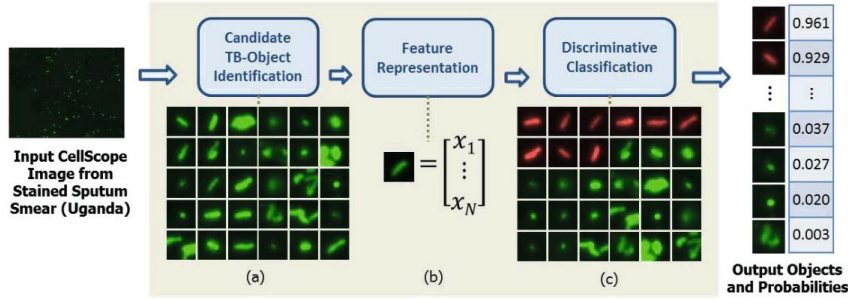 Candidate
TB-Object
Identification
Feature
Representation
Discriminative
Classification
Input CellScope
Image from
Stained Sputum
Smear (Uganda)
=
x1
⋮
xN
(a)
(b)
(c)
0.961
0.929
⋮ ⋮
0.037
0.027
0.020
0.003
Output Objects
and Probabilities